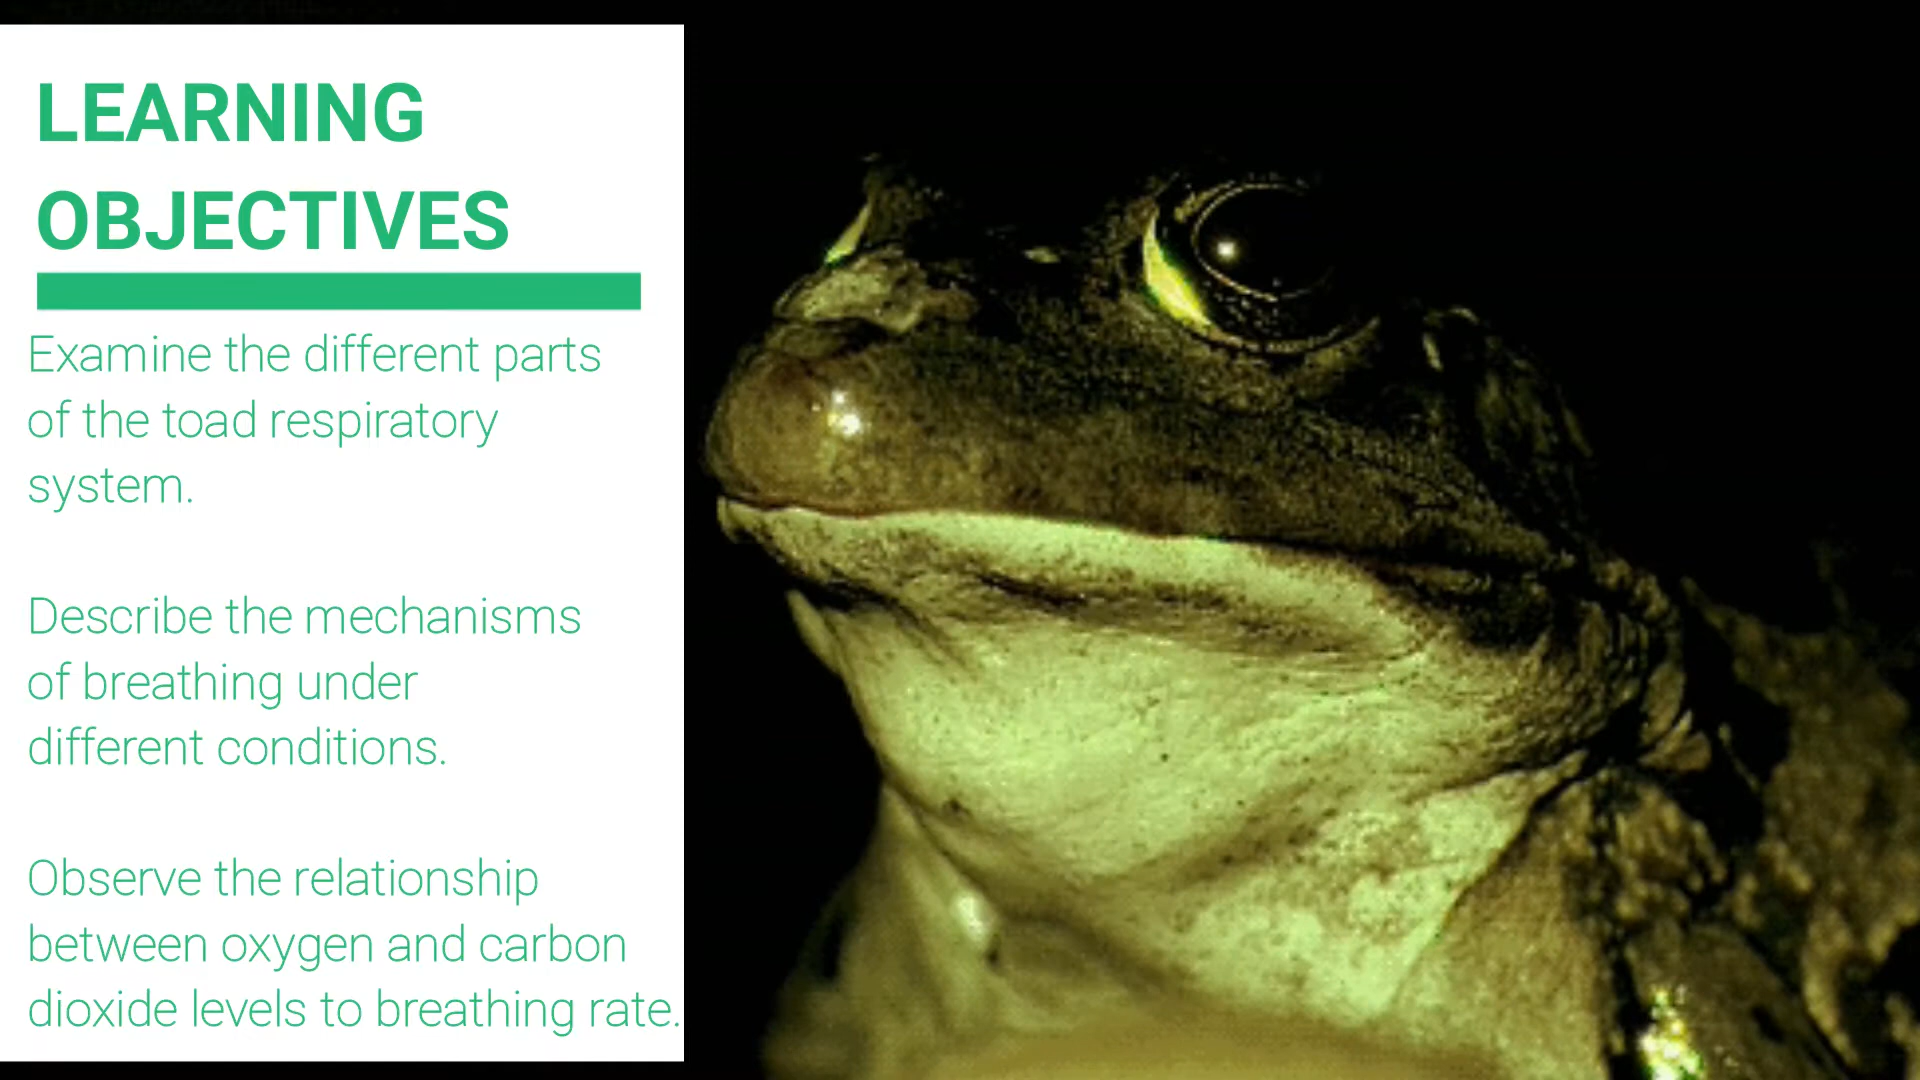 LEARNING
OBJECTIVES
Examine the different parts
of the toad respiratory
system.
Describe the mechanisms
of breathing under
different conditions.
Observe the relationship
between oxygen and carbon
dioxide levels to breathing rate.